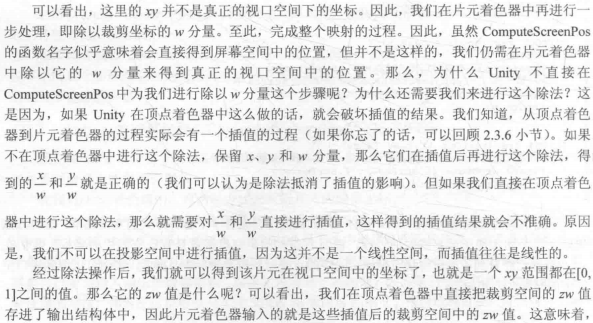 可以看出，这里的 xy 并不是真正的视口空间下的坐标。因此，我们在片元着色器中再进行一
步处理，即除以裁剪坐标的 w 分量。至此，完成整个映射的过程。因此，虽然 ComputeScreenPos
的函数名字似乎意味着会直接得到屏幕空间中的位置，但并不是这样的，我们仍需在片元着色器
中除以它的 w 分量来得到真正的视口空间中的位置。那么，为什么 Unity 不直接在
ComputeScreenPos 中为我们进行除以 w 分量这个步骤呢？为什么还需要我们来进行这个除法？这
是因为，如果 Unity 在顶点着色器中这么做的话，就会破坏插值的结果。我们知道，从顶点着色
器到片元着色器的过程实际会有一个插值的过程（如果你忘了的话，可以回顾 2.3.6 小节）。如果
不在顶点着色器中进行这个除法，保留 x、y 和 w 分量，那么它们在插值后再进行这个除法，得
到的 x/w 和 y/w 就是正确的（我们可以认为是除法抵消了插值的影响）。但如果我们直接在顶点着色
器中进行这个除法，那么就需要对 x/w 和 y/w 直接进行插值，这样得到的插值结果就会不准确。原因
是，我们不可以在投影空间中进行插值，因为这并不是一个线性空间，而插值往往是线性的。
经过除法操作后，我们就可以得到该片元在视口空间中的坐标了，也就是一个 xy 范围都在[0,
1]之间的值。那么它的 zw 值是什么呢？可以看出，我们在顶点着色器中直接把裁剪空间的 zw 值
存进了输出结构体中，因此片元着色器输入的就是这些插值后的裁剪空间中的 zw 值。这意味着，